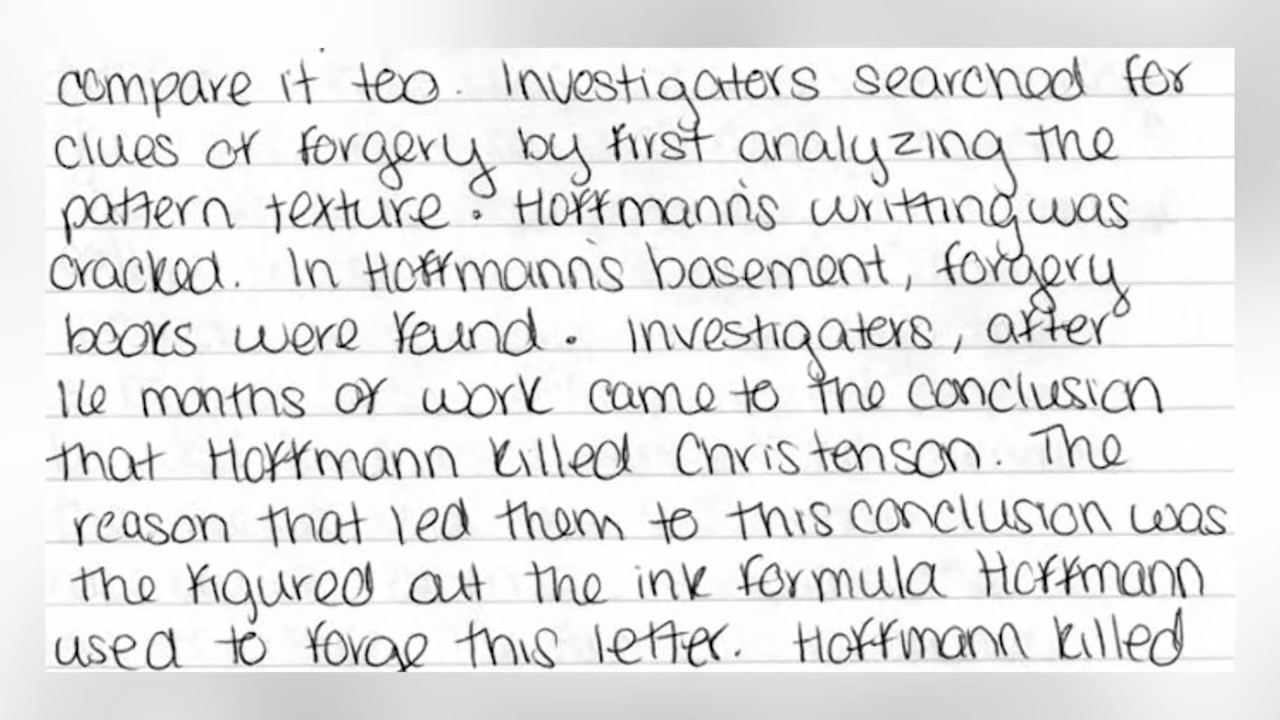 compare it too. Investigators searched for
clues of forgery by first analyzing the
pattern texture. Hoffmann's writting was
cracked. In Hoffmann's basement, forgery
books were found. Investigaters, after
16 months of work came to the conclusion
that Hoffmann killed Christenson. The
reason that led them to this conclusion was
the figured out the ink formula Hoffmann
used to forge this letter. Hoffmann killed